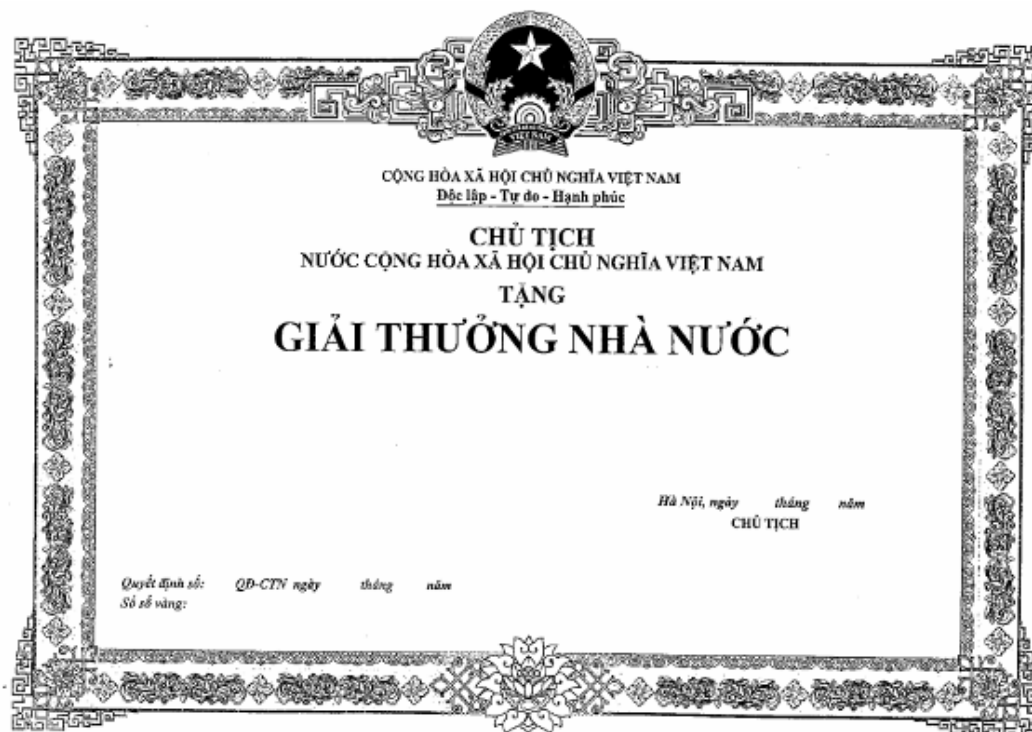 VIỆT NAM
CỘNG HÒA XÃ HỘI CHỦ NGHĨA VIỆT NAM
Độc lập - Tự do - Hạnh phúc
CHỦ TỊCH
NƯỚC CỘNG HÒA XÃ HỘI CHỦ NGHĨA VIỆT NAM
TẶNG
GIẢI THƯỞNG NHÀ NƯỚC
Hà Nội, ngày tháng năm
CHỦ TỊCH
Quyết định số: QĐ-CTN ngày tháng năm
Số sổ vàng: